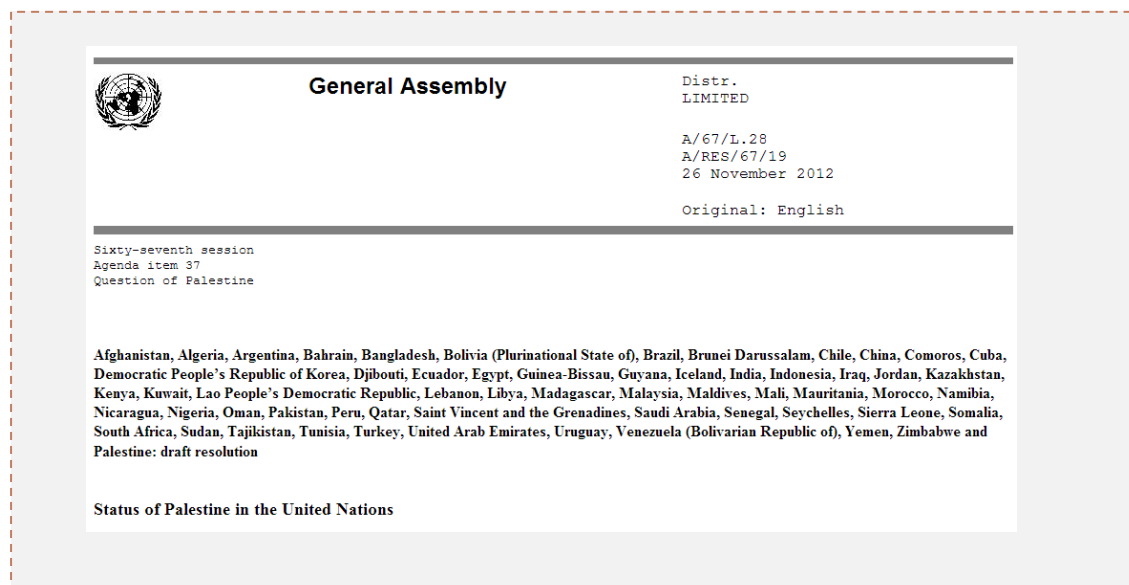 General Assembly
Distr.
LIMITED
A/67/L.28
A/RES/67/19
26 November 2012
Original: English
Sixty-seventh session
Agenda item 37
Question of Palestine
Afghanistan, Algeria, Argentina, Bahrain, Bangladesh, Bolivia (Plurinational State of), Brazil, Brunei Darussalam, Chile, China, Comoros, Cuba,
Democratic People’s Republic of Korea, Djibouti, Ecuador, Egypt, Guinea-Bissau, Guyana, Iceland, India, Indonesia, Iraq, Jordan, Kazakhstan,
Kenya, Kuwait, Lao People’s Democratic Republic, Lebanon, Libya, Madagascar, Malaysia, Maldives, Mali, Mauritania, Morocco, Namibia,
Nicaragua, Nigeria, Oman, Pakistan, Peru, Qatar, Saint Vincent and the Grenadines, Saudi Arabia, Senegal, Seychelles, Sierra Leone, Somalia,
South Africa, Sudan, Tajikistan, Tunisia, Turkey, United Arab Emirates, Uruguay, Venezuela (Bolivarian Republic of), Yemen, Zimbabwe and
Palestine: draft resolution
Status of Palestine in the United Nations